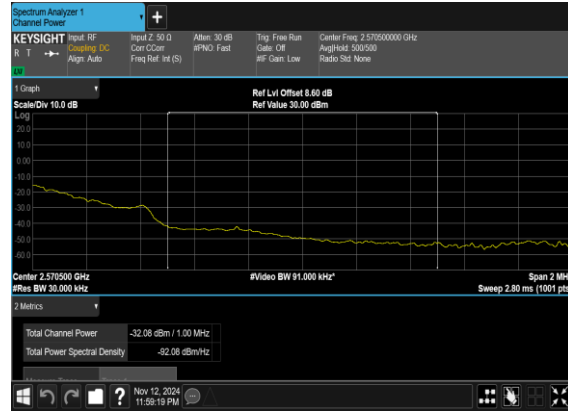 Spectrum Analyzer 1
Channel Power
KEYSIGHT Input: RF Input Z: 50 Ω Atten: 30 dB Trig: Free Run Center Freq: 2.570500000 GHz
R T Coupling: DC Corr CCorr #PNO: Fast Gate: Off Avg|Hold: 500/500
Align: Auto Freq Ref: Int (S) #IF Gain: Low Radio Std: None
LM
1 Graph Ref Lvl Offset 8.60 dB
Scale/Div 10.0 dB Ref Value 30.00 dBm
Log
20.0
10.0
0.00
-10.0
-20.0
-30.0
-40.0
-50.0
-60.0
Center 2.570500 GHz #Video BW 91.000 kHz* Span 2 MH
#Res BW 30.000 kHz Sweep 2.80 ms (1001 pts
2 Metrics
Total Channel Power -32.08 dBm / 1.00 MHz
Total Power Spectral Density -92.08 dBm/Hz
? Nov 12, 2024
11:59:19 PM